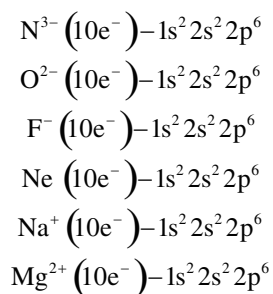 N³⁻ (10e⁻)–1s² 2s² 2p⁶
O²⁻ (10e⁻)–1s² 2s² 2p⁶
F⁻ (10e⁻)–1s² 2s² 2p⁶
Ne (10e⁻)–1s² 2s² 2p⁶
Na⁺ (10e⁻)–1s² 2s² 2p⁶
Mg²⁺ (10e⁻)–1s² 2s² 2p⁶